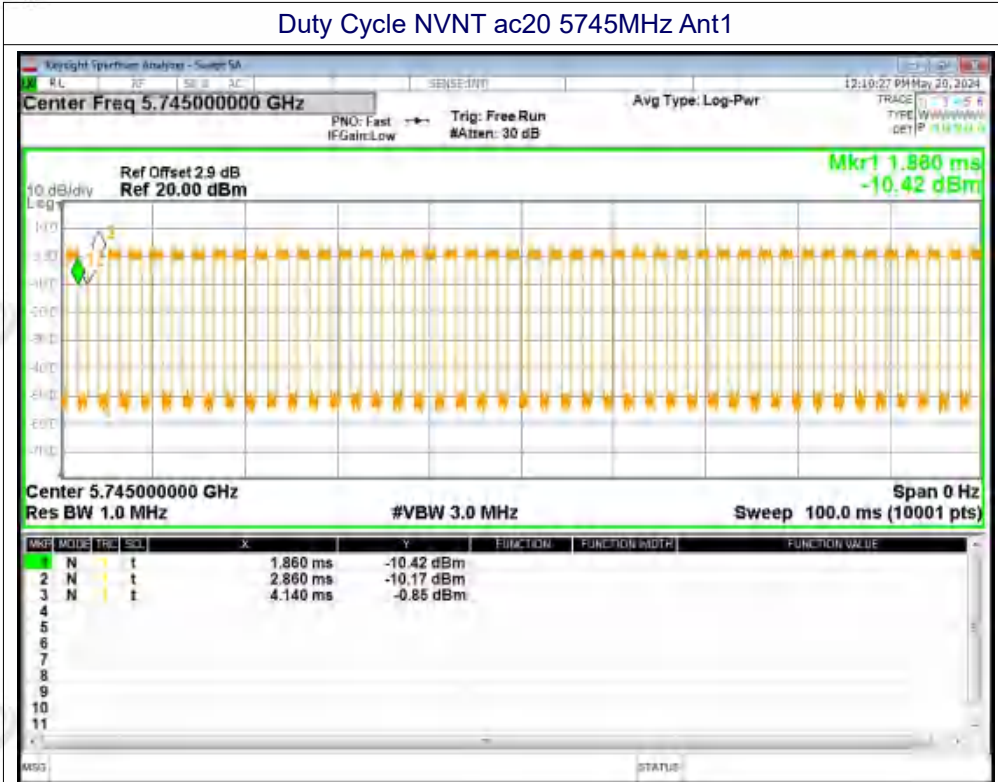 Duty Cycle NVNT ac20 5745MHz Ant1
Keysight Spectrum Analyzer - Swept SA
RL RF AC SENSE:INT 12:10:27 PM May 20, 2024
Center Freq 5.745000000 GHz Avg Type: Log-Pwr TRACE
PNO: Fast Trig: Free Run TYPE
IFGain:Low #Atten: 30 dB DET
Mkr1 1.860 ms
Ref Offset 2.9 dB
10 dB/div Ref 20.00 dBm -10.42 dBm
Log
Center 5.745000000 GHz Span 0 Hz
Res BW 1.0 MHz #VBW 3.0 MHz Sweep 100.0 ms (10001 pts)
MKR MODE TRC SCL X Y FUNCTION FUNCTION WIDTH FUNCTION VALUE
1 N 1 t 1.860 ms -10.42 dBm
2 N 1 t 2.860 ms -10.17 dBm
3 N 1 t 4.140 ms -0.85 dBm
4
5
6
7
8
9
10
11
MSG STATUS